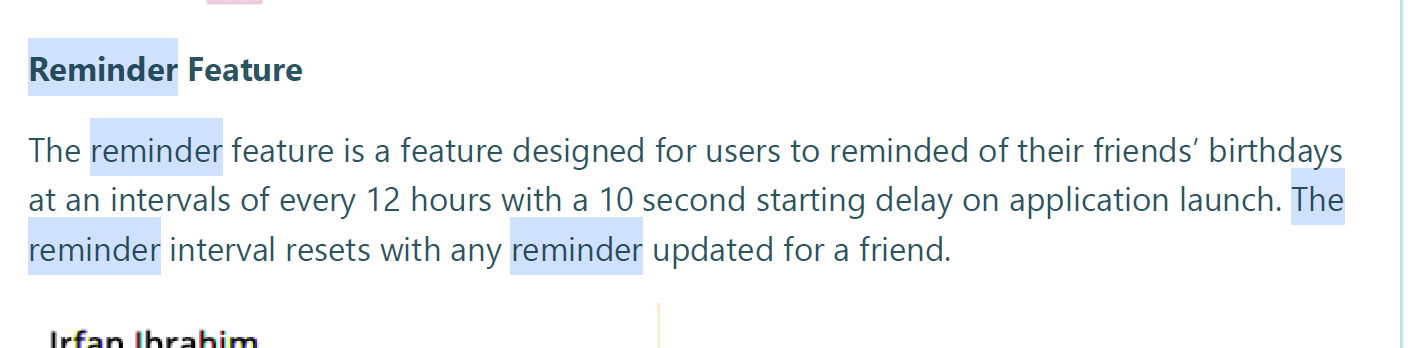 Reminder Feature
The reminder feature is a feature designed for users to reminded of their friends’ birthdays
at an intervals of every 12 hours with a 10 second starting delay on application launch. The
reminder interval resets with any reminder updated for a friend.
Irfan Ibrahim